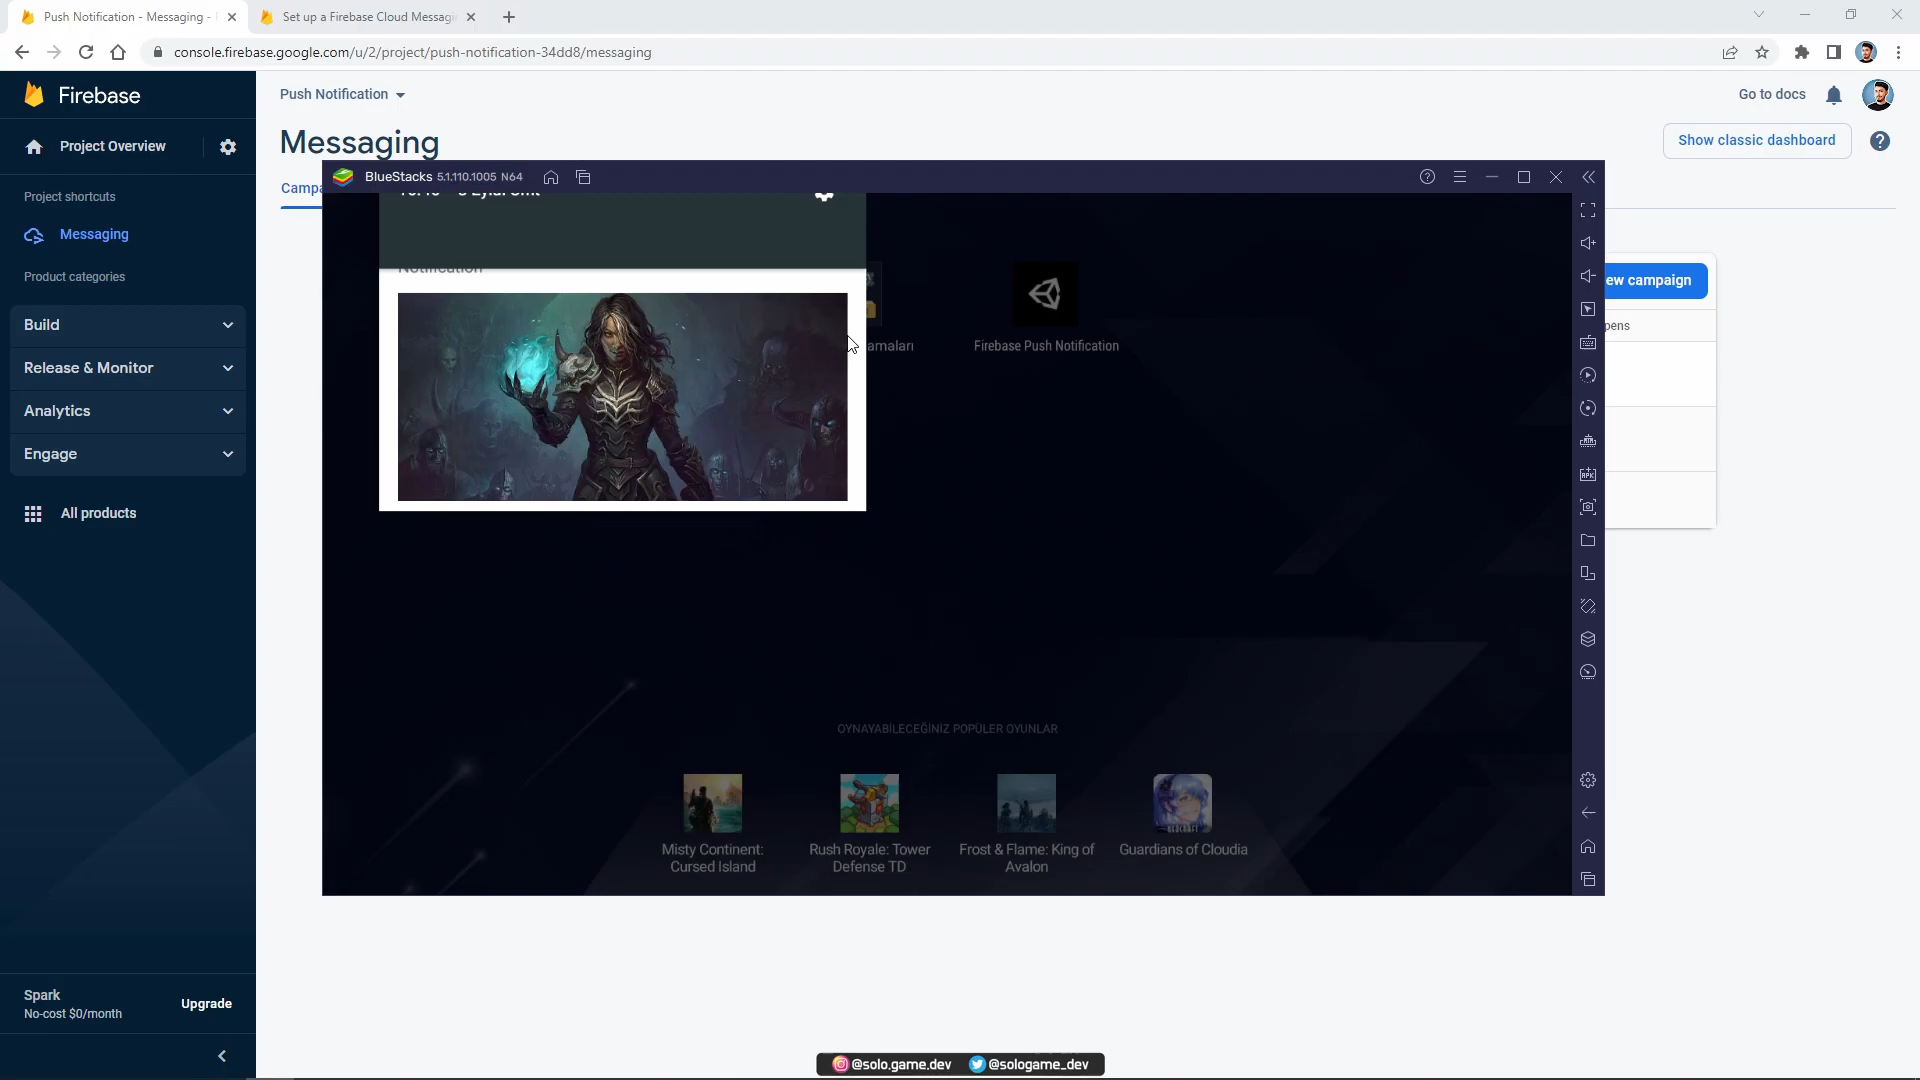 Push Notification - Messaging -
Set up a Firebase Cloud Messagi
console.firebase.google.com/u/2/project/push-notification-34dd8/messaging
Firebase
Push Notification
Go to docs
Project Overview
Messaging
Show classic dashboard
Project shortcuts
Campa
BlueStacks 5.1.110.1005 N64
Messaging
Product categories
Notification
ew campaign
Build
pens
amaları
Firebase Push Notification
Release & Monitor
Analytics
Engage
All products
OYNAYABİLECEĞİNİZ POPÜLER OYUNLAR
Misty Continent:
Cursed Island
Rush Royale: Tower
Defense TD
Frost & Flame: King of
Avalon
Guardians of Cloudia
Spark
No-cost $0/month
Upgrade
@solo.game.dev
@sologame_dev